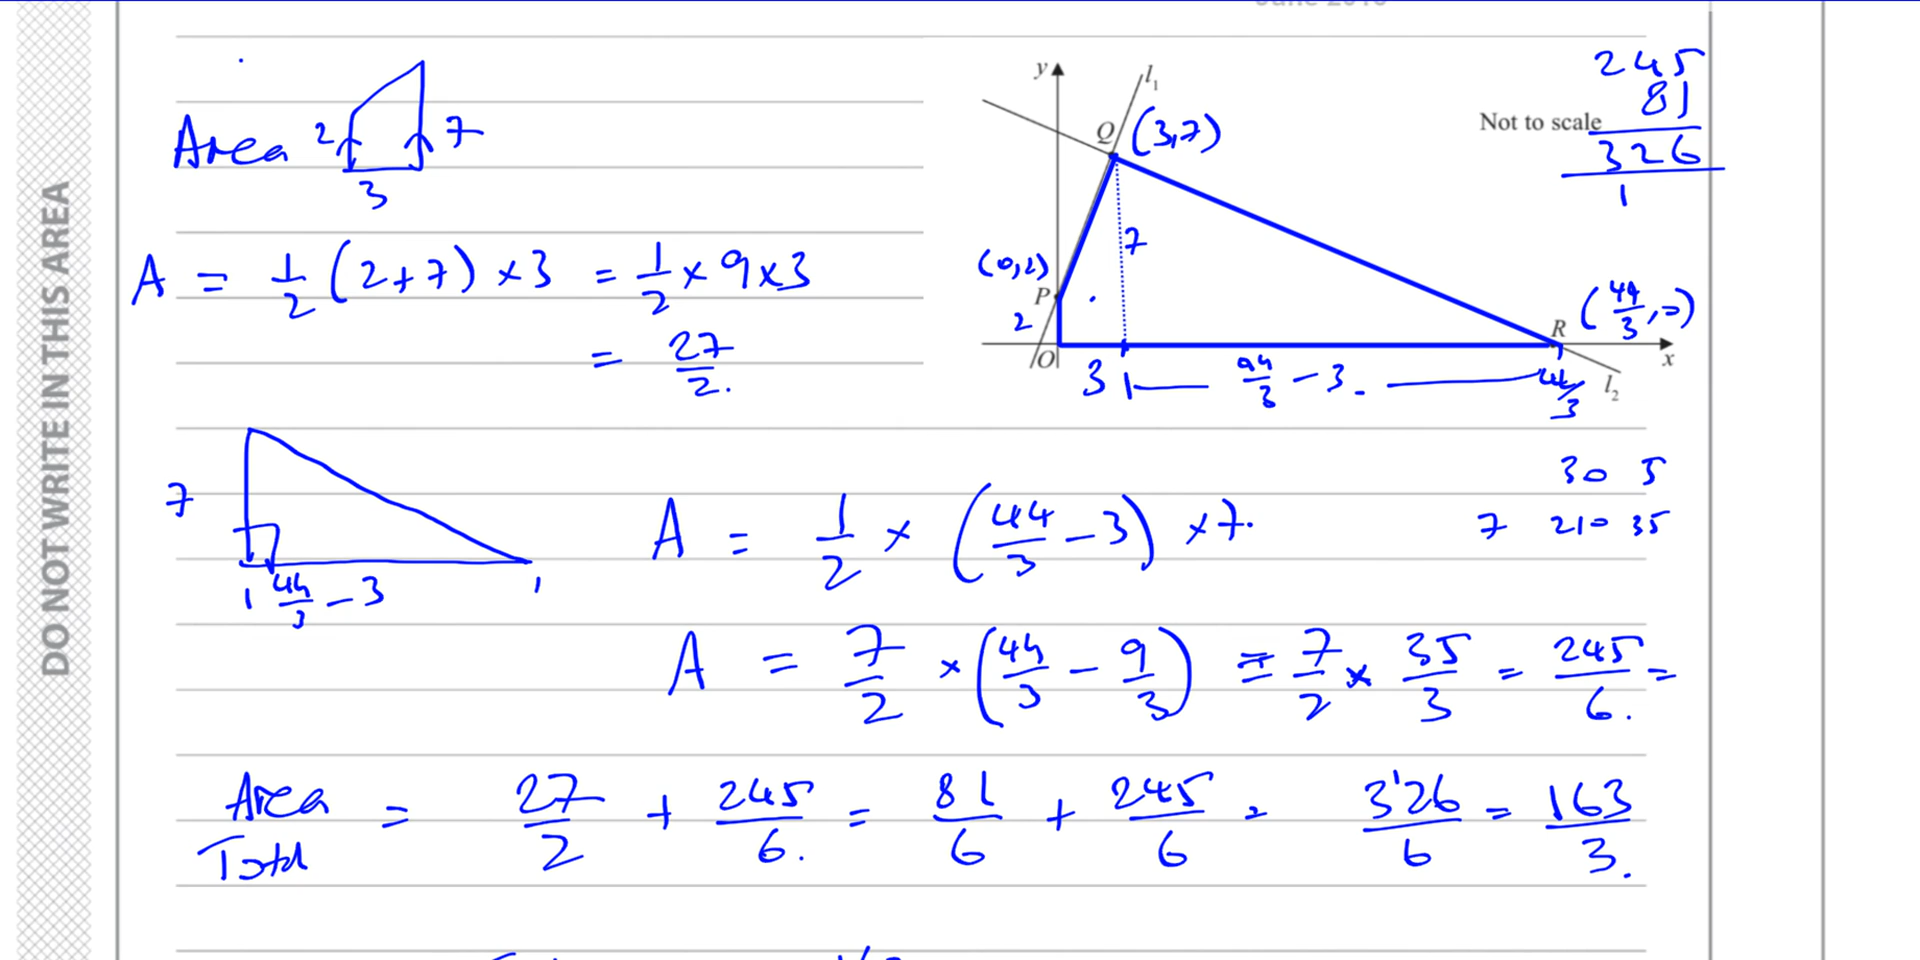 DO NOT WRITE IN THIS AREA
Area 2 7
3
A = 1/2 (2+7) ×3 = 1/2 × 9 × 3
= 27/2.
y l₁
Q (3,7)
Not to scale
245
81
326
1
7
(0,2)
P
2
O
R (44/3, 0)
x
l₂
3 44/3 - 3. 44/3
7
44/3 - 3
A = 1/2 × (44/3 - 3) ×7.
30 5
7 210 35
A = 7/2 × (44/3 - 9/3) = 7/2 × 35/3 = 245/6. =
Area Total = 27/2 + 245/6. = 81/6 + 245/6 = 326/6 = 163/3.